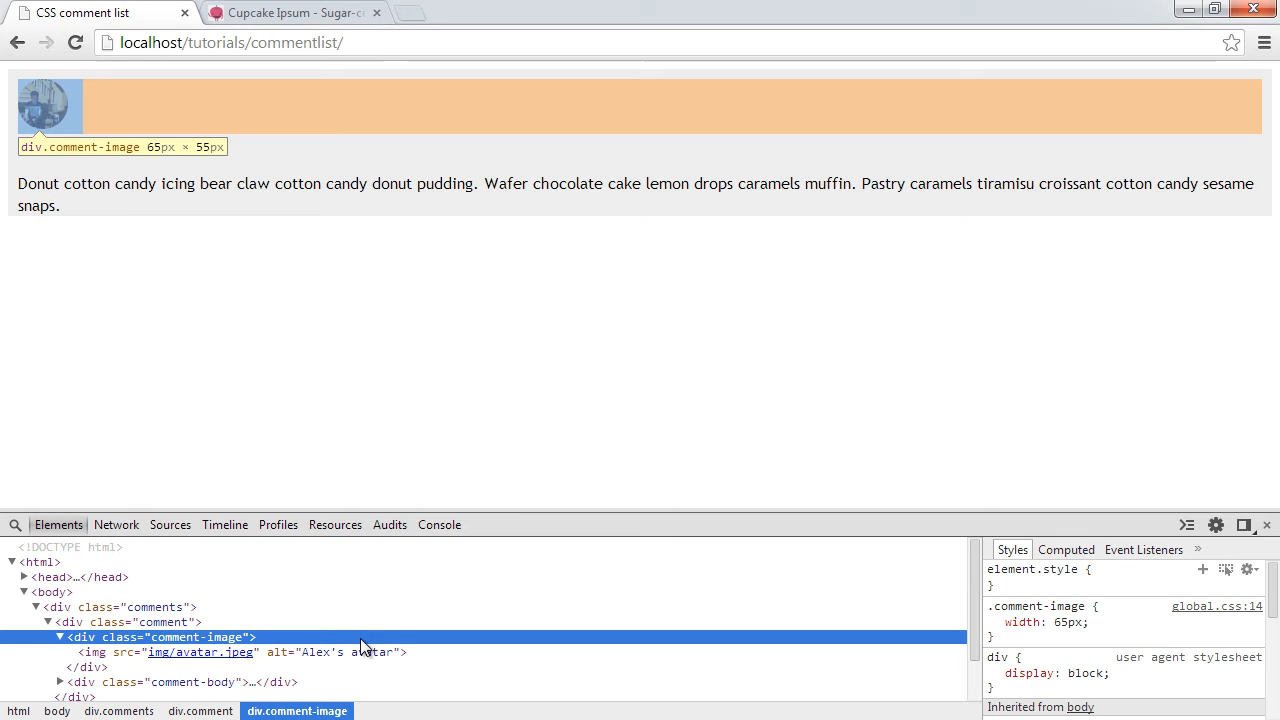 CSS comment list
Cupcake Ipsum - Sugar-c
localhost/tutorials/commentlist/
div.comment-image 65px × 55px
Donut cotton candy icing bear claw cotton candy donut pudding. Wafer chocolate cake lemon drops caramels muffin. Pastry caramels tiramisu croissant cotton candy sesame
snaps.
Elements Network Sources Timeline Profiles Resources Audits Console
<!DOCTYPE html>
<html>
<head>…</head>
<body>
<div class="comments">
<div class="comment">
<div class="comment-image">
<img src="img/avatar.jpeg" alt="Alex's avatar">
</div>
<div class="comment-body">…</div>
</div>
html body div.comments div.comment div.comment-image
Styles Computed Event Listeners »
element.style {
}
.comment-image { global.css:14
width: 65px;
}
div { user agent stylesheet
display: block;
}
Inherited from body